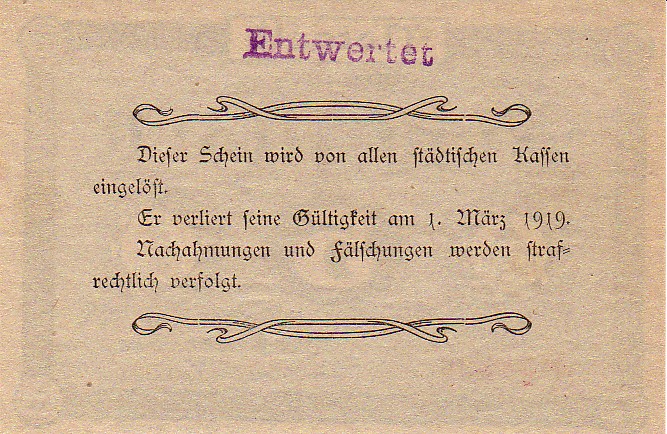 Entwertet
Dieser Schein wird von allen städtischen Kassen
eingelöst.
Er verliert seine Gültigkeit am 1. März 1919.
Nachahmungen und Fälschungen werden straf=
rechtlich verfolgt.